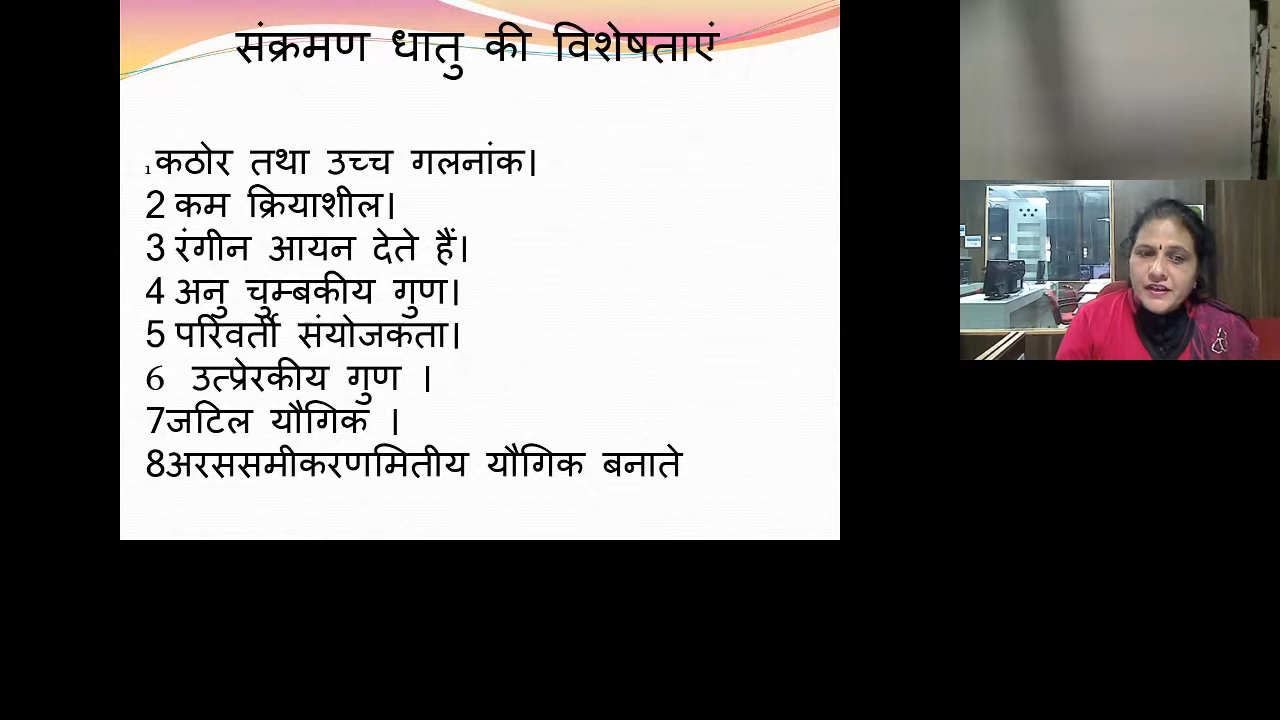 संक्रमण धातु की विशेषताएं
1कठोर तथा उच्च गलनांक।
2 कम क्रियाशील।
3 रंगीन आयन देते हैं।
4 अनु चुम्बकीय गुण।
5 परिवर्ती संयोजकता।
6 उत्प्रेरकीय गुण ।
7जटिल यौगिक ।
8अरससमीकरणमितीय यौगिक बनाते